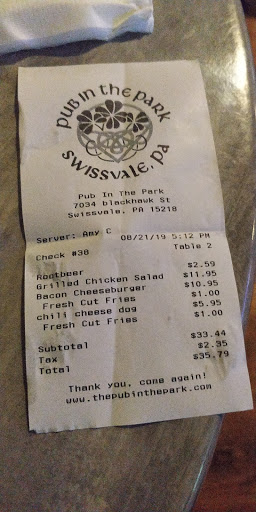 PUB IN THE PARK
SWISSVALE, PA
Pub In The Park
7034 blackhawk St
Swissvale, PA 15218
Server: Amy C 08/21/19 5:12 PM
Check #38 Table 2
Rootbeer $2.59
Grilled Chicken Salad $11.95
Bacon Cheeseburger $10.95
Fresh Cut Fries $1.00
chili cheese dog $5.95
Fresh Cut Fries $1.00
Subtotal $33.44
Tax $2.35
Total $35.79
Thank you, come again!
www.thepubinthepark.com